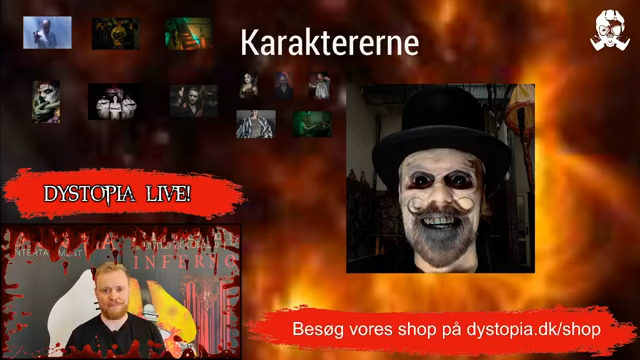 Karaktererne
DYSTOPIA LIVE!
INFERNO
Besøg vores shop på dystopia.dk/shop